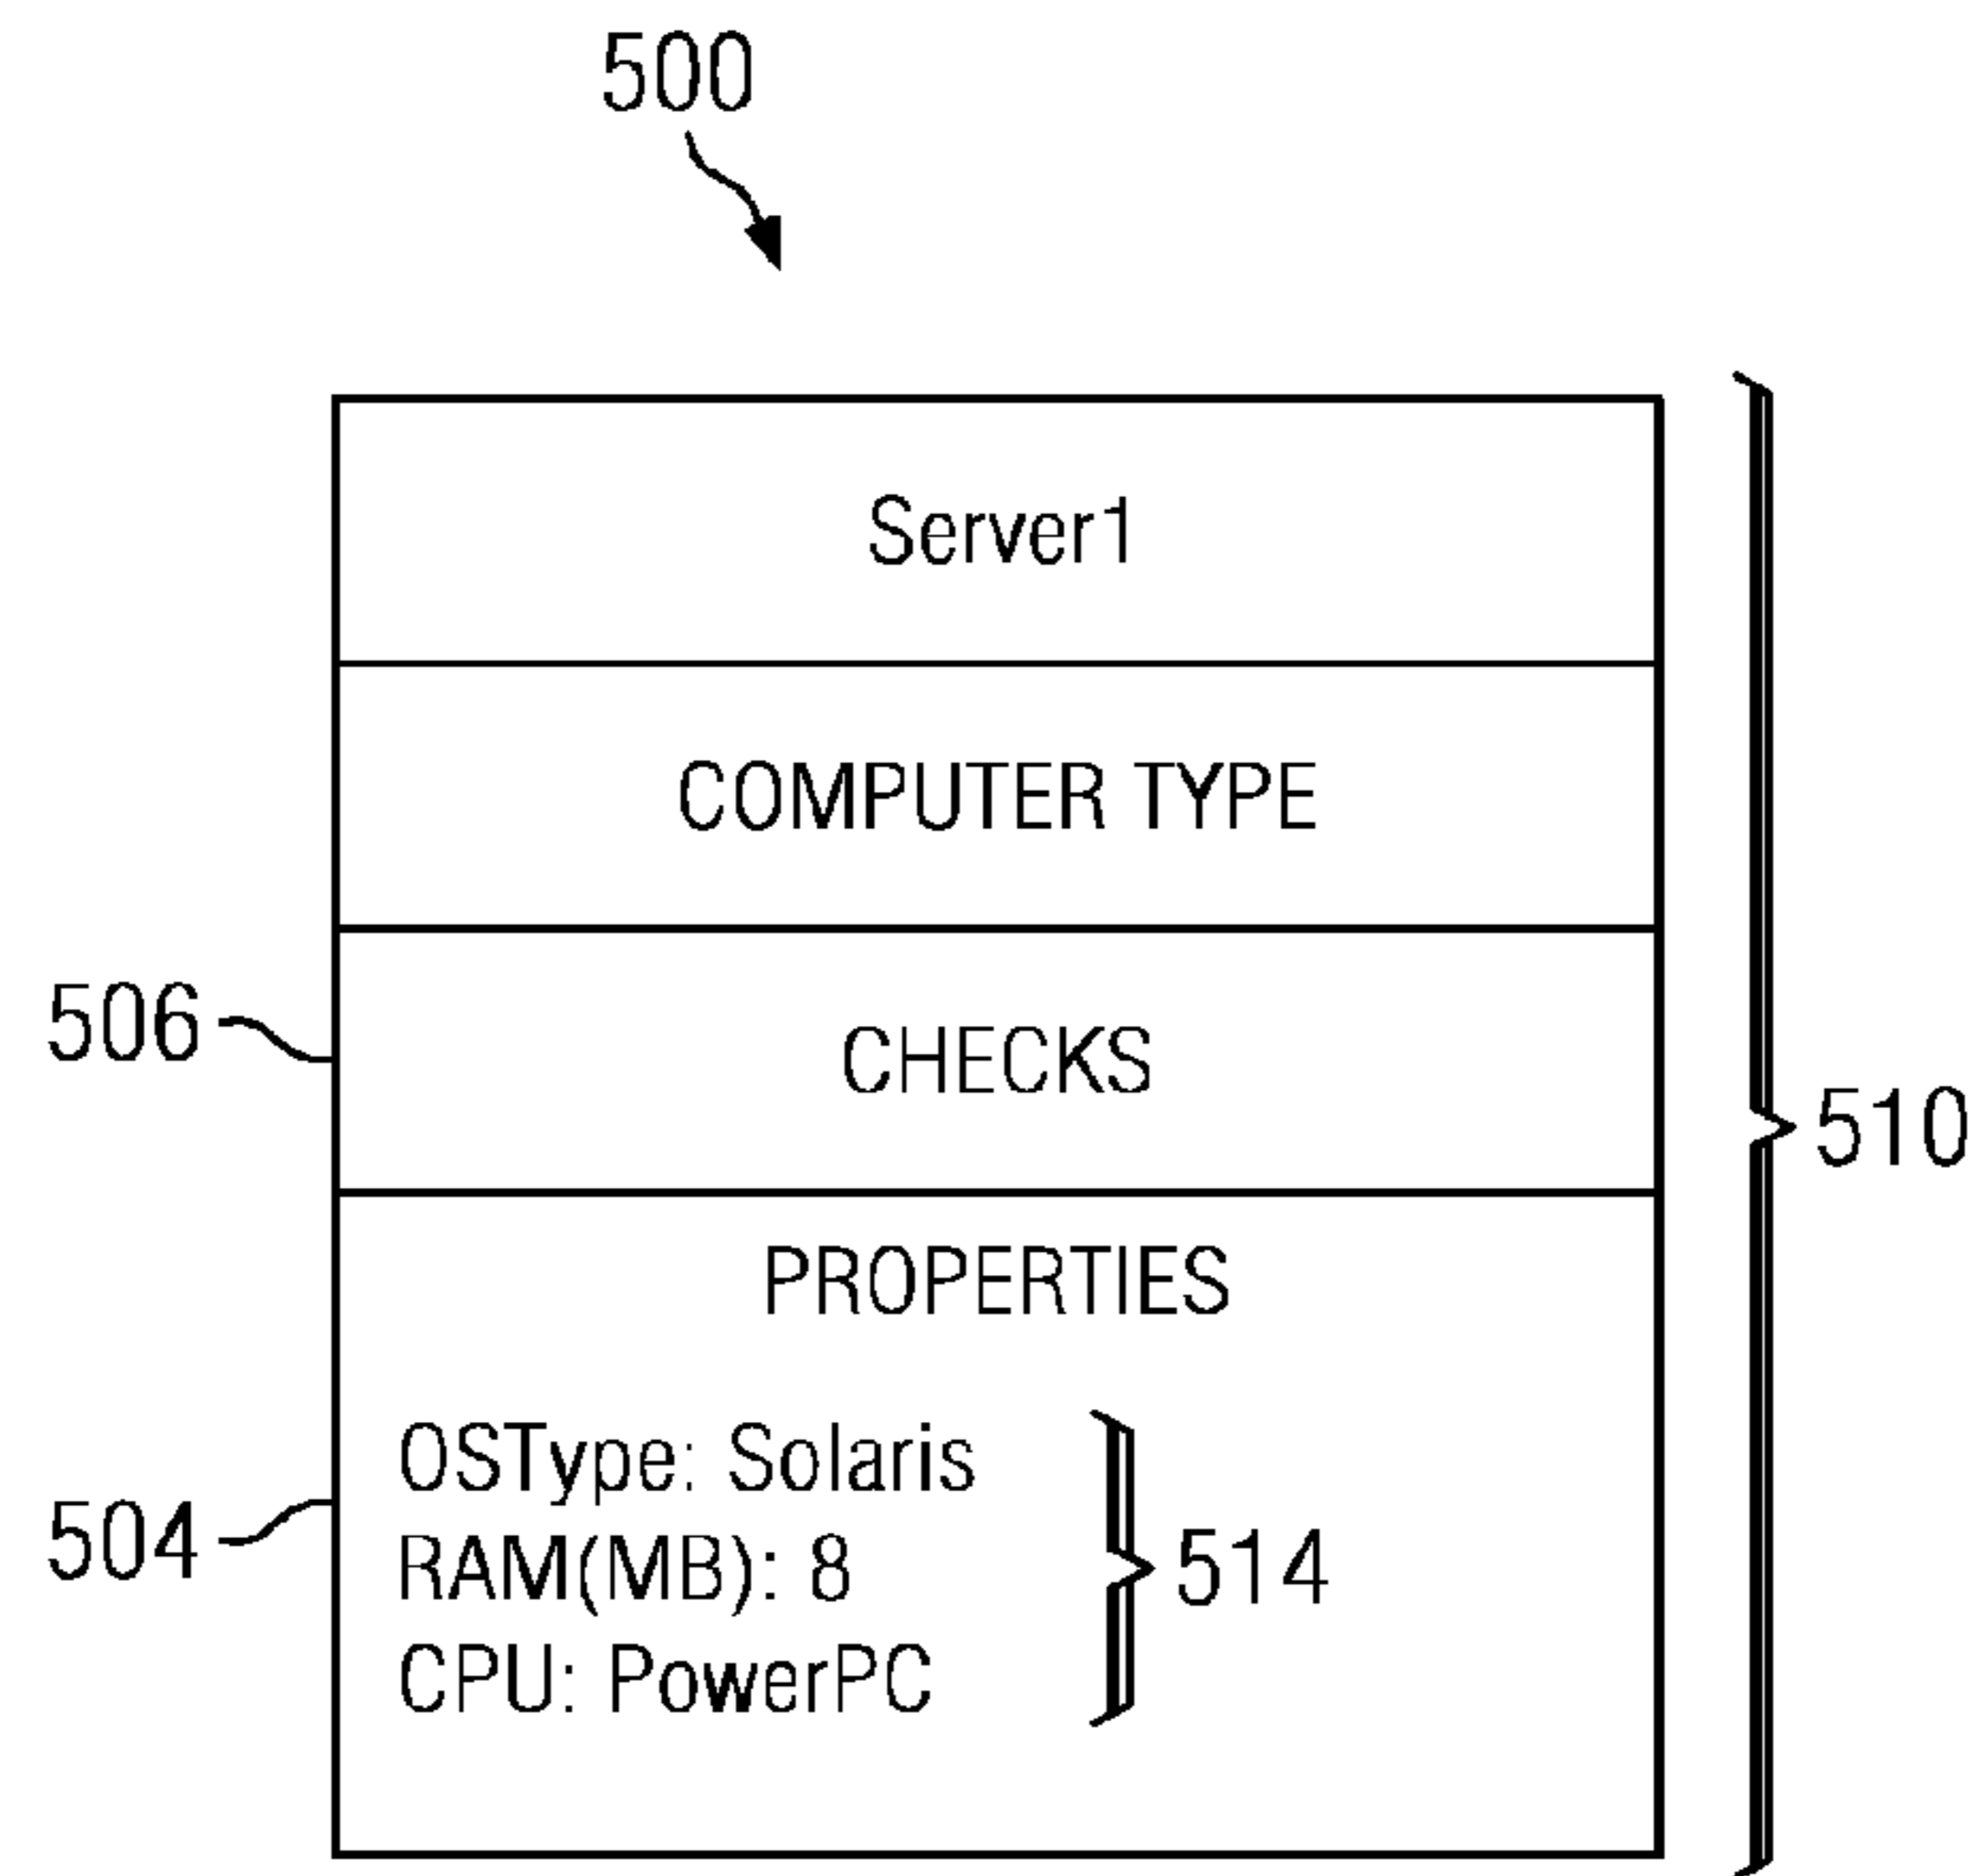 500
Server1
COMPUTER TYPE
506
CHECKS
510
PROPERTIES
OSType: Solaris
504
RAM(MB): 8
514
CPU: PowerPC